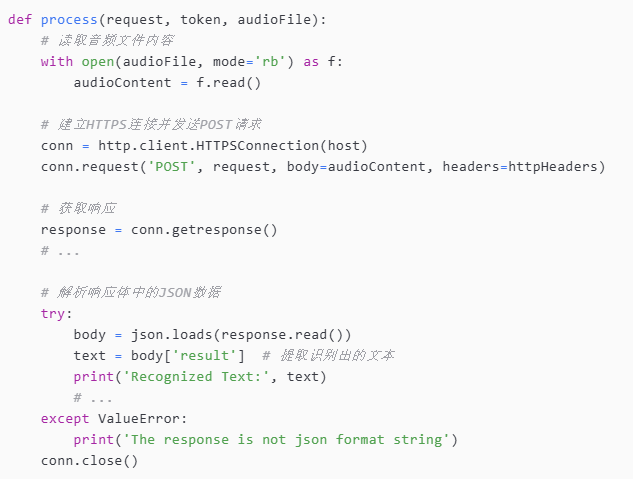 def process(request, token, audioFile):
    # 读取音频文件内容
    with open(audioFile, mode='rb') as f:
        audioContent = f.read()

    # 建立HTTPS连接并发送POST请求
    conn = http.client.HTTPSConnection(host)
    conn.request('POST', request, body=audioContent, headers=httpHeaders)

    # 获取响应
    response = conn.getresponse()
    # ...

    # 解析响应体中的JSON数据
    try:
        body = json.loads(response.read())
        text = body['result']  # 提取识别出的文本
        print('Recognized Text:', text)
        # ...
    except ValueError:
        print('The response is not json format string')
    conn.close()